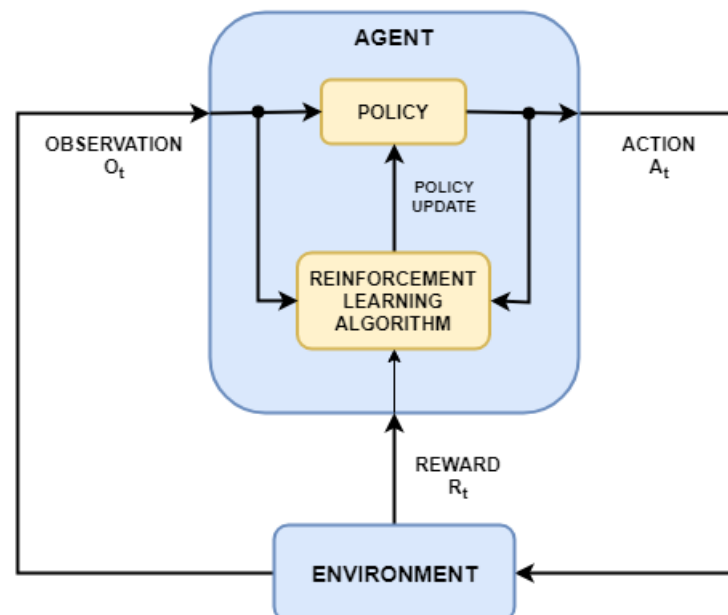 AGENT
POLICY
OBSERVATION
Oₜ
ACTION
Aₜ
POLICY
UPDATE
REINFORCEMENT
LEARNING
ALGORITHM
REWARD
Rₜ
ENVIRONMENT